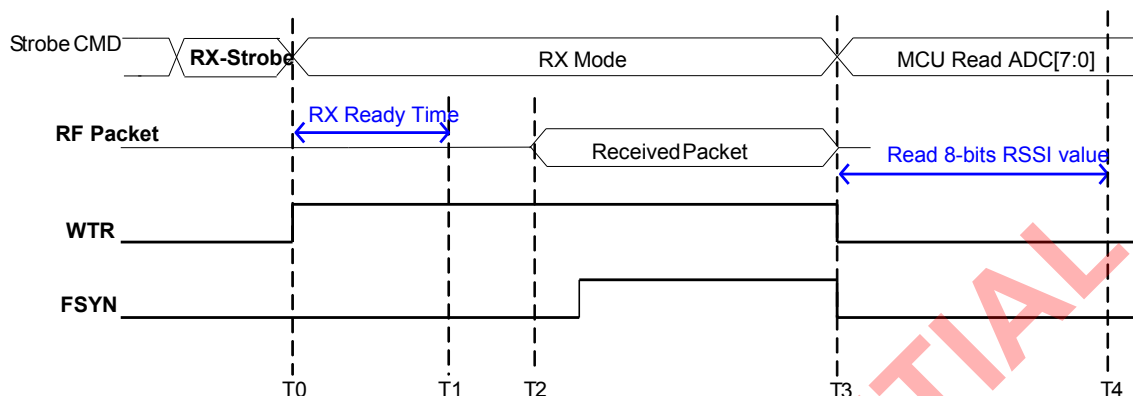 Strobe CMD
RX-Strobe
RX Mode
MCU Read ADC[7:0]
RX Ready Time
RF Packet
Received Packet
Read 8-bits RSSI value
WTR
TIAL
FSYN
T0
T1
T2
T3
T4